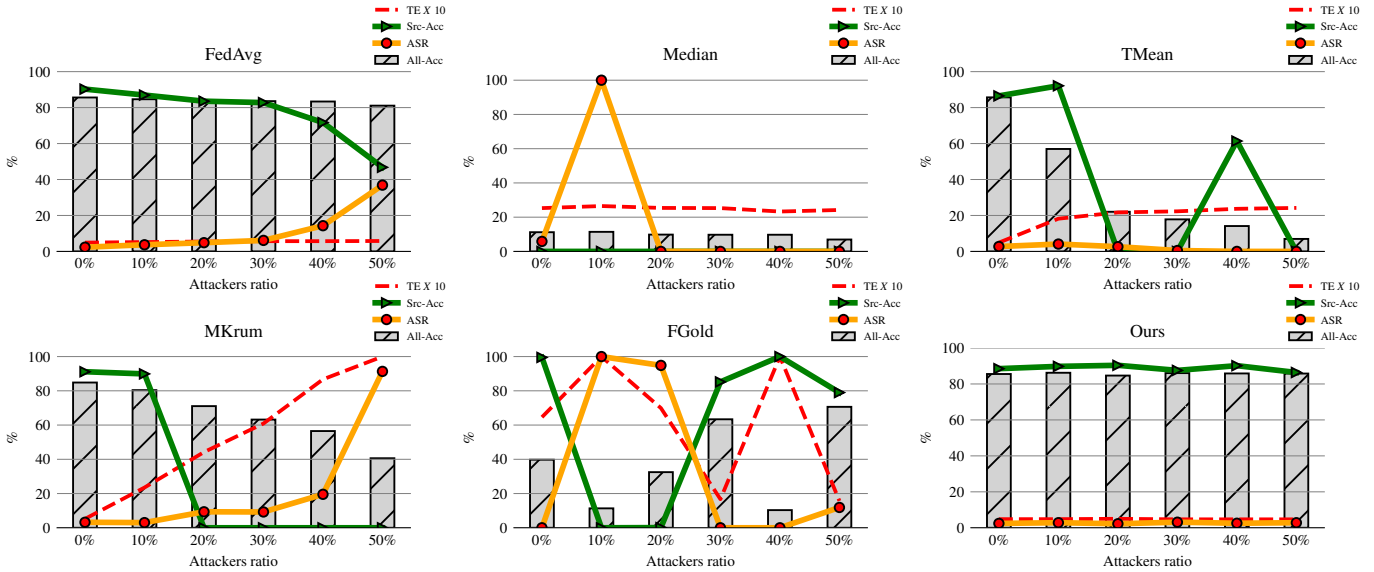 TE X 10
Src-Acc
ASR
All-Acc
FedAvg
100
80
60
40
20
0
%
0% 10% 20% 30% 40% 50%
Attackers ratio
TE X 10
Src-Acc
ASR
All-Acc
Median
100
80
60
40
20
0
%
0% 10% 20% 30% 40% 50%
Attackers ratio
TE X 10
Src-Acc
ASR
All-Acc
TMean
100
80
60
40
20
0
%
0% 10% 20% 30% 40% 50%
Attackers ratio
TE X 10
Src-Acc
ASR
All-Acc
MKrum
100
80
60
40
20
0
%
0% 10% 20% 30% 40% 50%
Attackers ratio
TE X 10
Src-Acc
ASR
All-Acc
FGold
100
80
60
40
20
0
%
0% 10% 20% 30% 40% 50%
Attackers ratio
TE X 10
Src-Acc
ASR
All-Acc
Ours
100
80
60
40
20
0
%
0% 10% 20% 30% 40% 50%
Attackers ratio